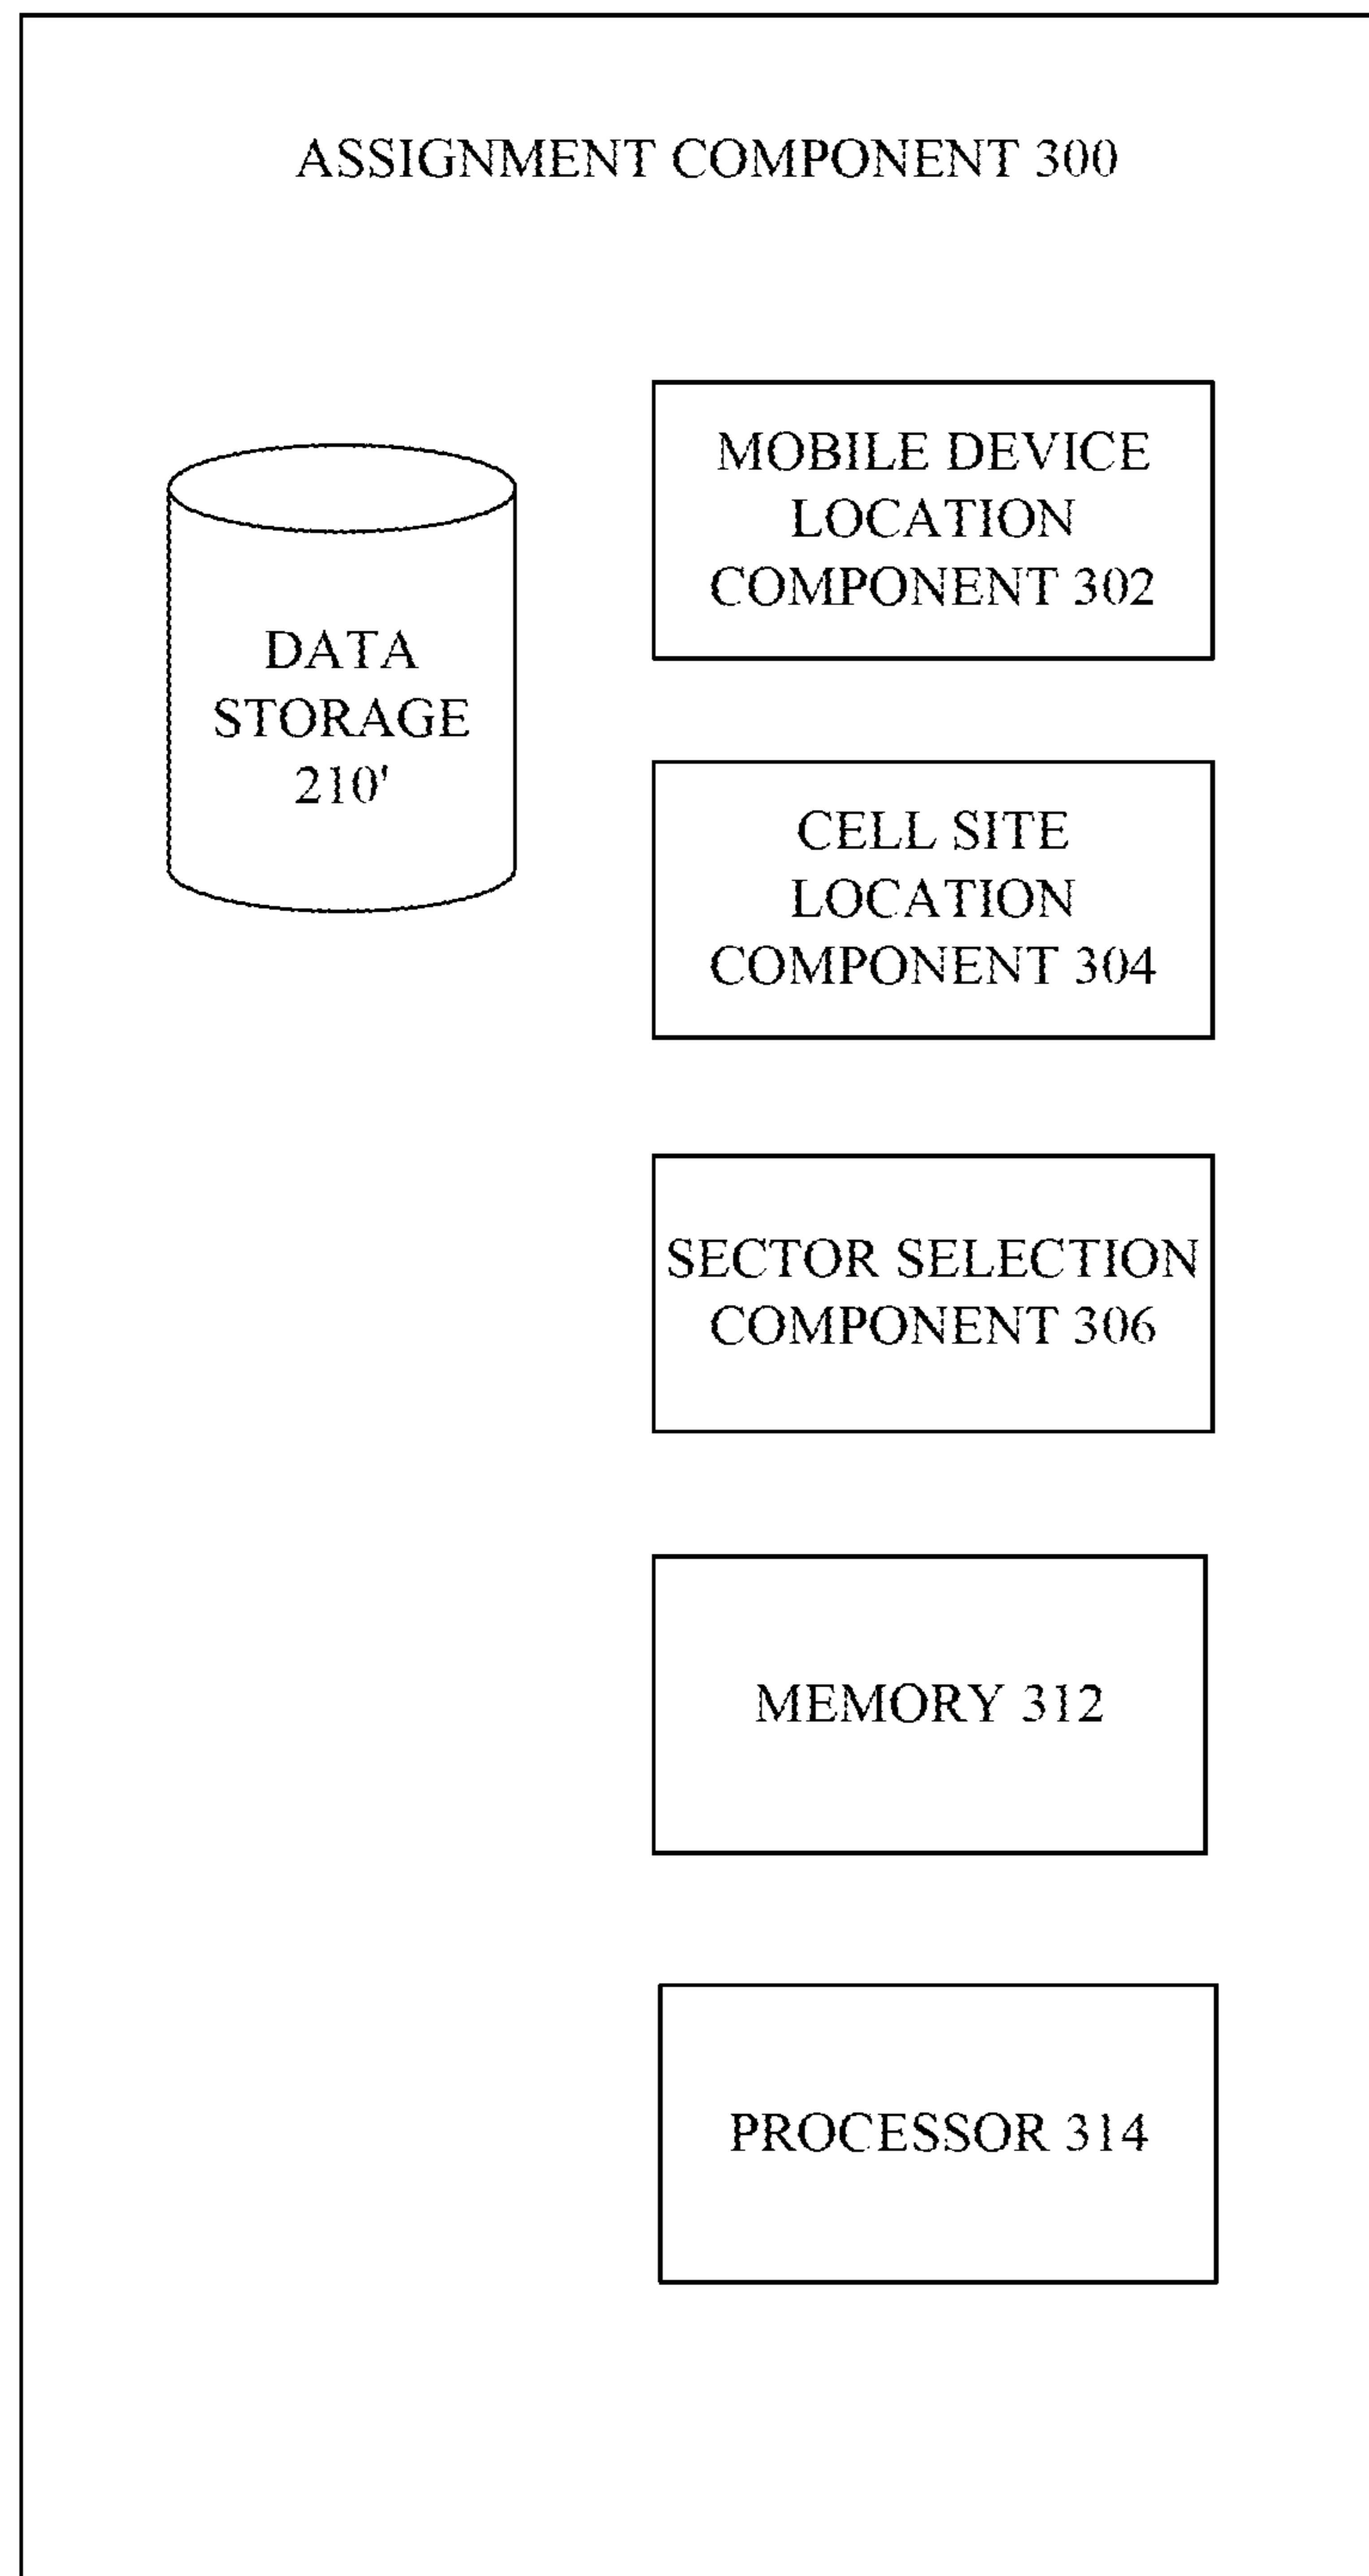 ASSIGNMENT COMPONENT 300
DATA
STORAGE
210'
MOBILE DEVICE
LOCATION
COMPONENT 302
CELL SITE
LOCATION
COMPONENT 304
SECTOR SELECTION
COMPONENT 306
MEMORY 312
PROCESSOR 314